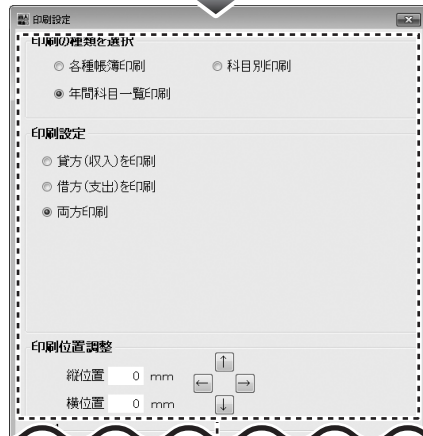 印刷設定
印刷の種類を選択
各種帳簿印刷 科目別印刷
年間科目一覧印刷
印刷設定
貸方(収入)を印刷
借方(支出)を印刷
両方印刷
印刷位置調整
↑
縦位置 0 mm ← →
横位置 0 mm ↓